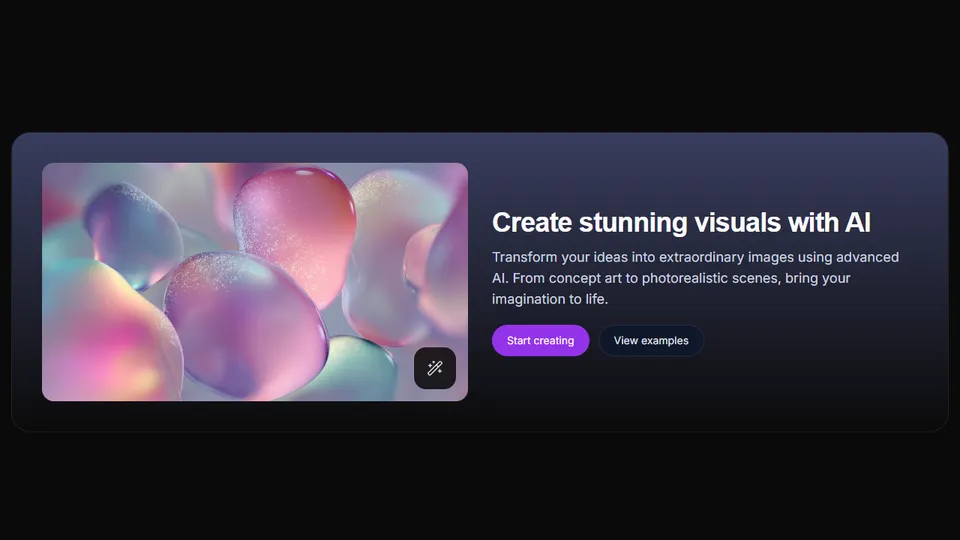 Create stunning visuals with AI
Transform your ideas into extraordinary images using advanced
AI. From concept art to photorealistic scenes, bring your
imagination to life.
Start creating
View examples